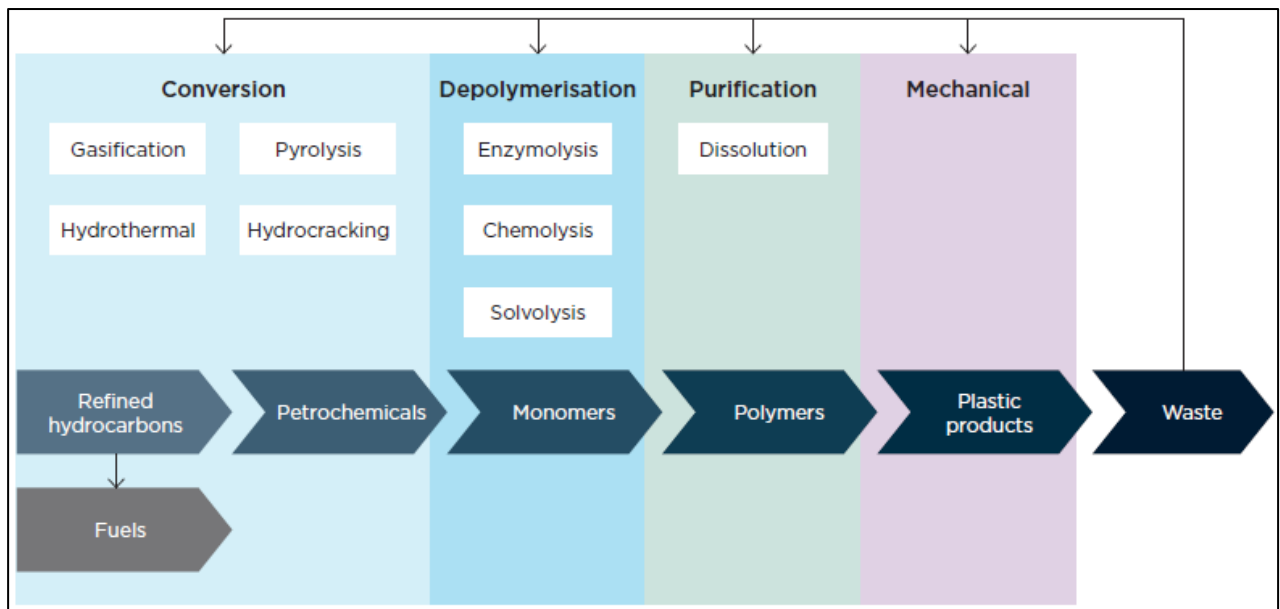 Conversion
Depolymerisation
Purification
Mechanical
Gasification
Pyrolysis
Enzymolysis
Dissolution
Hydrothermal
Hydrocracking
Chemolysis
Solvolysis
Refined
hydrocarbons
Petrochemicals
Monomers
Polymers
Plastic
products
Waste
Fuels